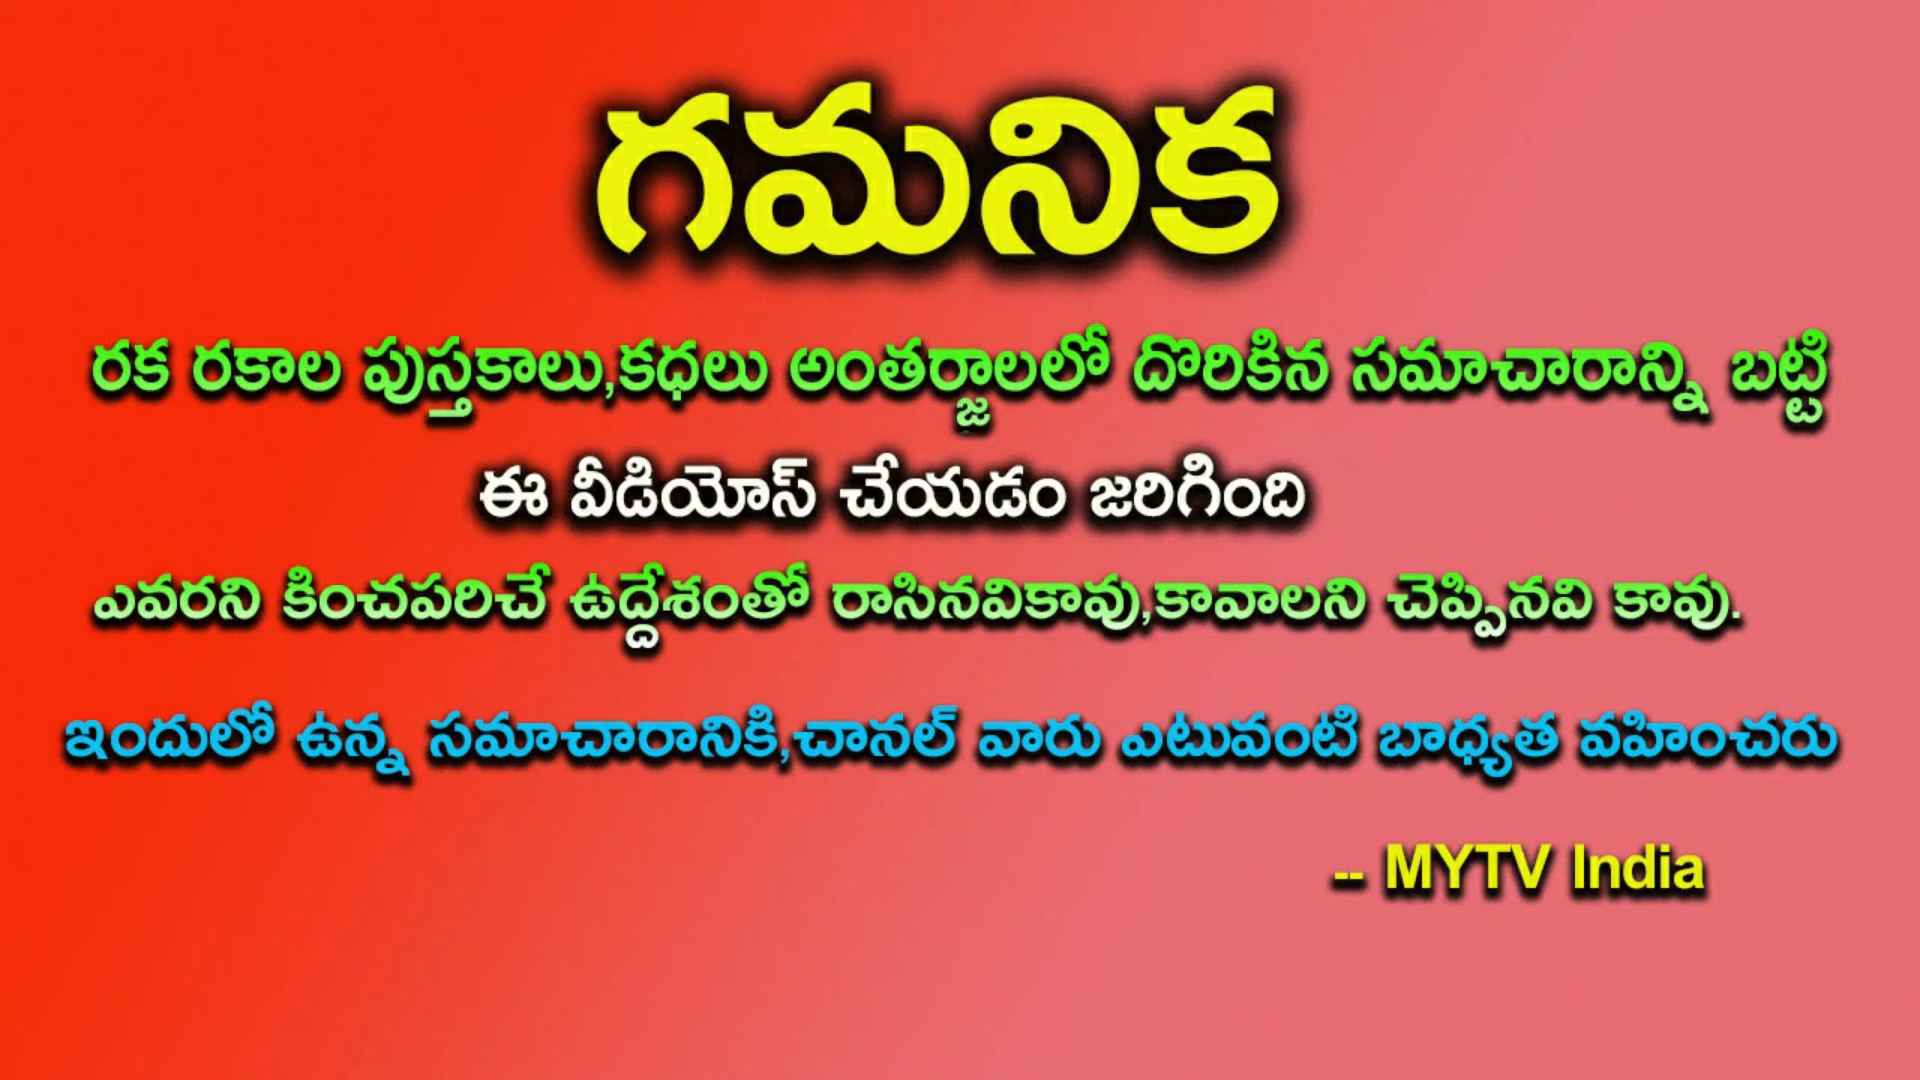 గమనిక
రక రకాల పుస్తకాలు,కధలు అంతర్జాలలో దొరికిన సమాచారాన్ని బట్టి
ఈ వీడియోస్ చేయడం జరిగింది
ఎవరని కించపరిచే ఉద్దేశంతో రాసినవికావు,కావాలని చెప్పినవి కావు.
ఇందులో ఉన్న సమాచారానికి,చానల్ వారు ఎటువంటి బాధ్యత వహించరు
-- MYTV India